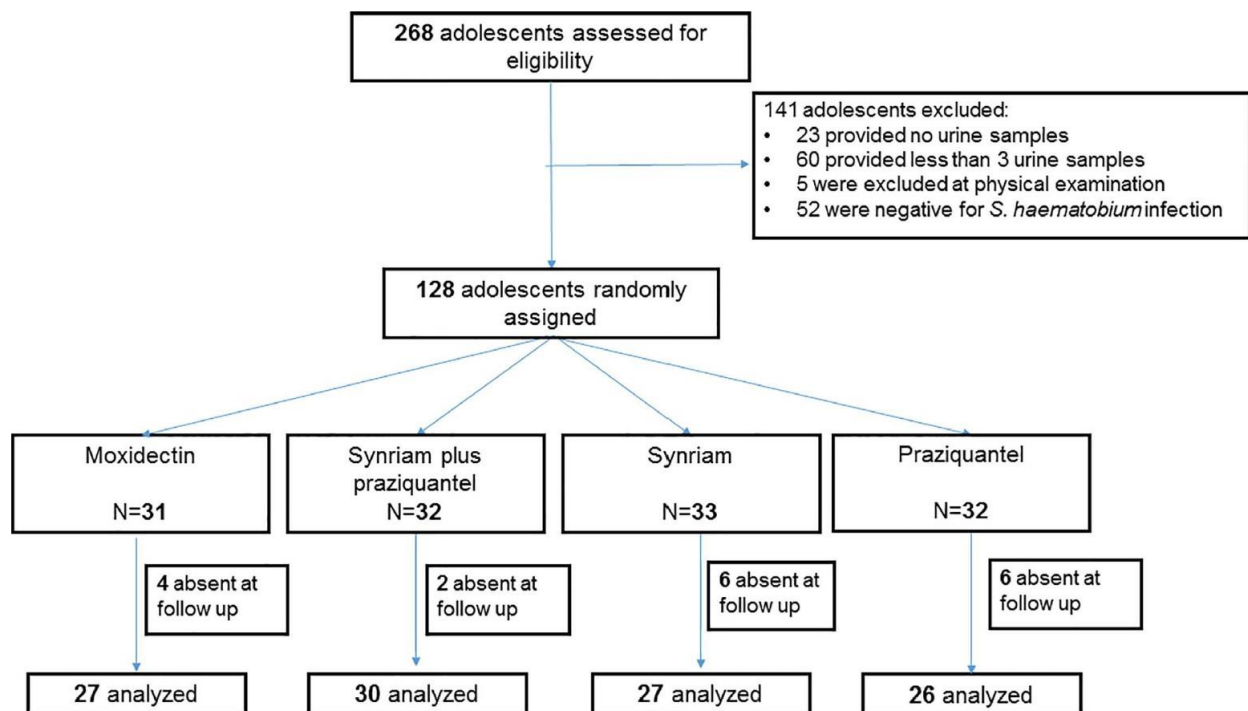 268 adolescents assessed for
eligibility
141 adolescents excluded:
• 23 provided no urine samples
• 60 provided less than 3 urine samples
• 5 were excluded at physical examination
• 52 were negative for S. haematobium infection
128 adolescents randomly
assigned
Moxidectin
N=31
Synriam plus
praziquantel
N=32
Synriam
N=33
Praziquantel
N=32
4 absent at
follow up
2 absent at
follow up
6 absent at
follow up
6 absent at
follow up
27 analyzed
30 analyzed
27 analyzed
26 analyzed